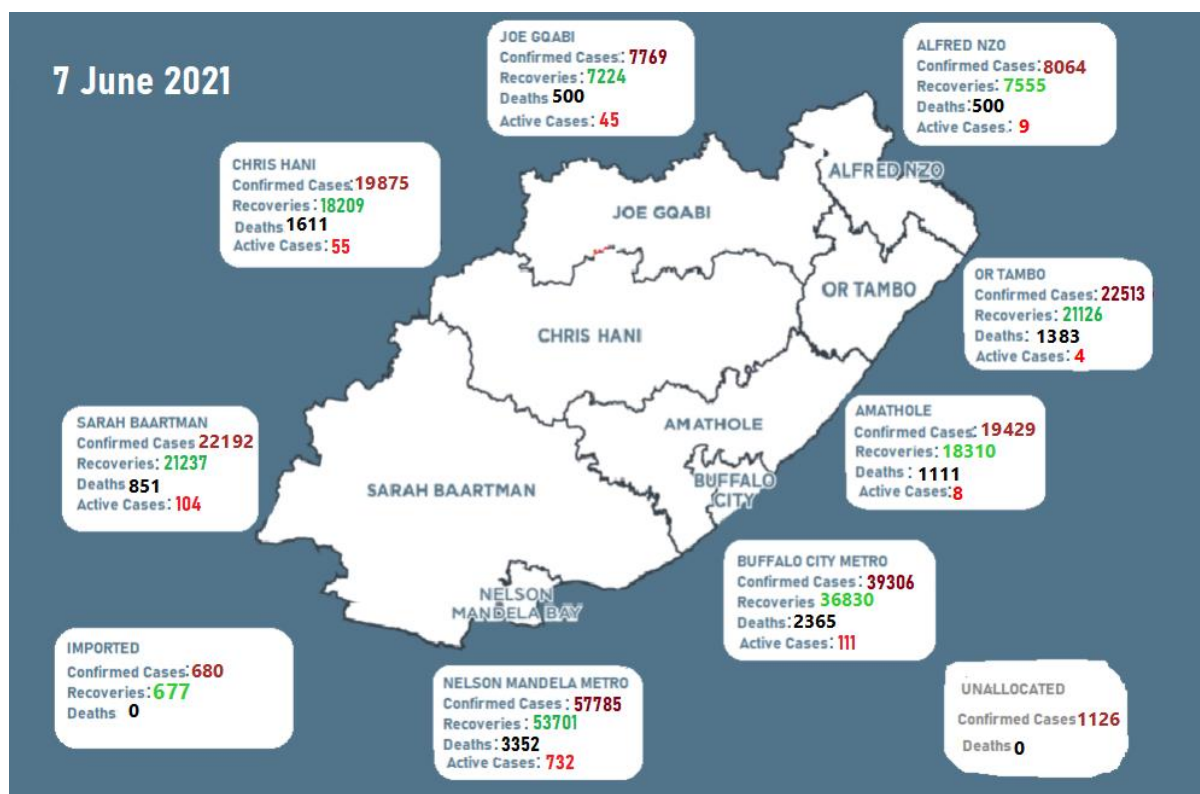 7 June 2021
JOE GQABI
Confirmed Cases: 7769
Recoveries: 7224
Deaths 500
Active Cases: 45
ALFRED NZO
Confirmed Cases: 8064
Recoveries: 7555
Deaths: 500
Active Cases: 9
CHRIS HANI
Confirmed Cases: 19875
Recoveries: 18209
Deaths 1611
Active Cases: 55
ALFRED NZO
JOE GQABI
OR TAMBO
CHRIS HANI
AMATHOLE
BUFFALO
CITY
SARAH BAARTMAN
NELSON
MANDELA BAY
OR TAMBO
Confirmed Cases: 22513
Recoveries: 21126
Deaths: 1383
Active Cases: 4
SARAH BAARTMAN
Confirmed Cases 22192
Recoveries: 21237
Deaths 851
Active Cases: 104
AMATHOLE
Confirmed Cases: 19429
Recoveries: 18310
Deaths: 1111
Active Cases: 8
BUFFALO CITY METRO
Confirmed Cases: 39306
Recoveries 36830
Deaths: 2365
Active Cases: 111
IMPORTED
Confirmed Cases: 680
Recoveries: 677
Deaths 0
NELSON MANDELA METRO
Confirmed Cases : 57785
Recoveries: 53701
Deaths: 3352
Active Cases: 732
UNALLOCATED
Confirmed Cases 1126
Deaths: 0